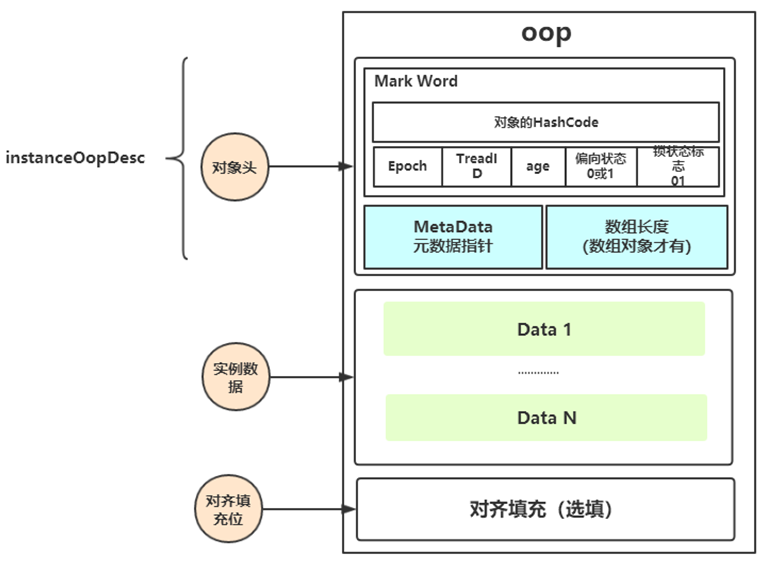 oop
Mark Word
对象的HashCode
Epoch
TreadI
D
age
偏向状态
0或1
锁状态标
志
01
instanceOopDesc
对象头
MetaData
元数据指针
数组长度
(数组对象才有)
Data 1
.............
实例数
据
Data N
对齐填
充位
对齐填充（选填）